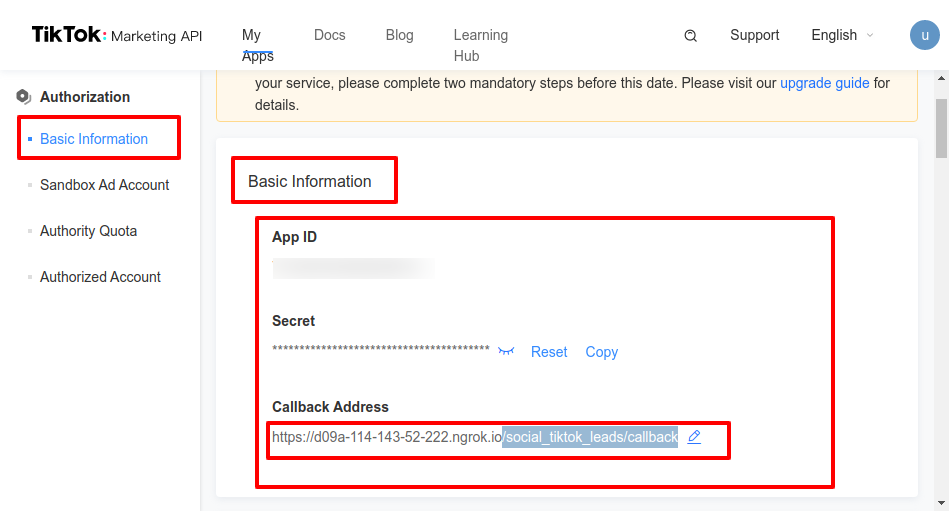 TikTok: Marketing API
My Apps
Docs
Blog
Learning Hub
Support
English
u
Authorization
Basic Information
Sandbox Ad Account
Authority Quota
Authorized Account
your service, please complete two mandatory steps before this date. Please visit our upgrade guide for
details.
Basic Information
App ID
Secret
**************************************** Reset Copy
Callback Address
https://d09a-114-143-52-222.ngrok.io/social_tiktok_leads/callback